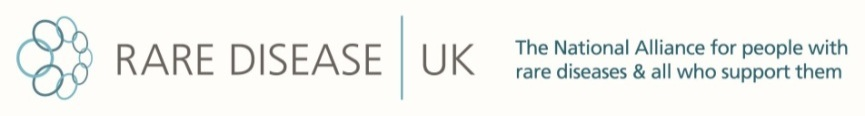 RARE DISEASE UK
The National Alliance for people with
rare diseases & all who support them